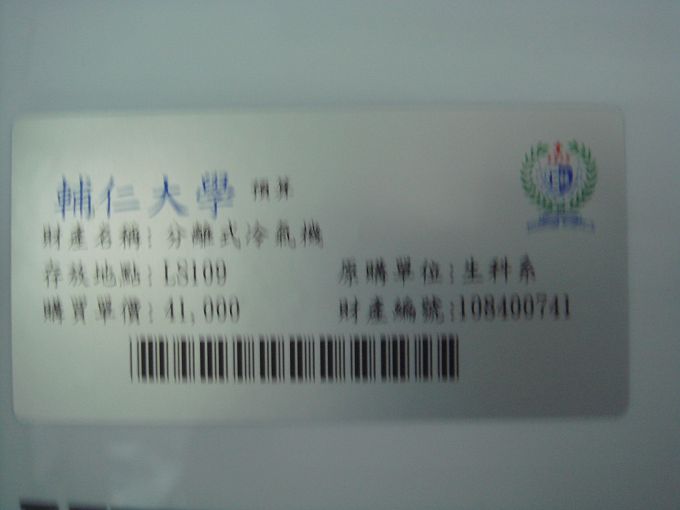 輔仁大學 預算
財產名稱:分離式冷氣機
存放地點:LS109 原購單位:生科系
購買單價:41,000 財產編號:108400741